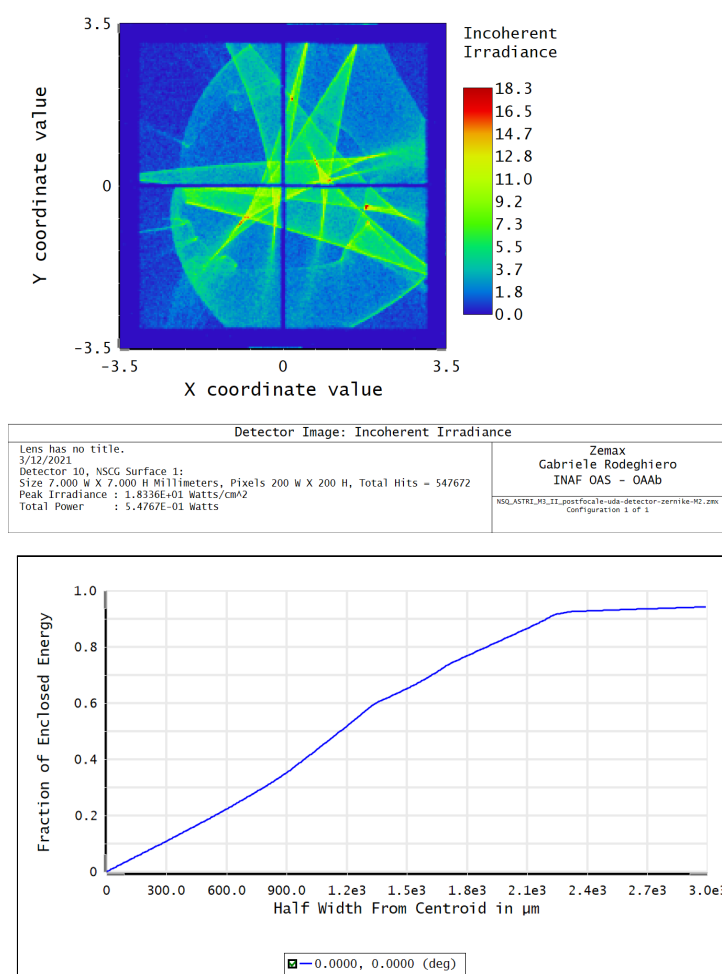 3.5
0
-3.5
Y coordinate value
-3.5
0
3.5
X coordinate value
Incoherent
Irradiance
18.3
16.5
14.7
12.8
11.0
9.2
7.3
5.5
3.7
1.8
0.0
Detector Image: Incoherent Irradiance
Lens has no title.
3/12/2021
Detector 10, NSCG Surface 1:
Size 7.000 W X 7.000 H Millimeters, Pixels 200 W X 200 H, Total Hits = 547672
Peak Irradiance : 1.8336E+01 Watts/cm^2
Total Power     : 5.4767E-01 Watts
Zemax
Gabriele Rodeghiero
INAF OAS - OAAb
NSQ_ASTRI_M3_II_postfocale-uda-detector-zernike-M2.zmx
Configuration 1 of 1
1.0
0.8
0.6
0.4
0.2
0
Fraction of Enclosed Energy
0
300.0
600.0
900.0
1.2e3
1.5e3
1.8e3
2.1e3
2.4e3
2.7e3
3.0e3
Half Width From Centroid in µm
0.0000, 0.0000 (deg)